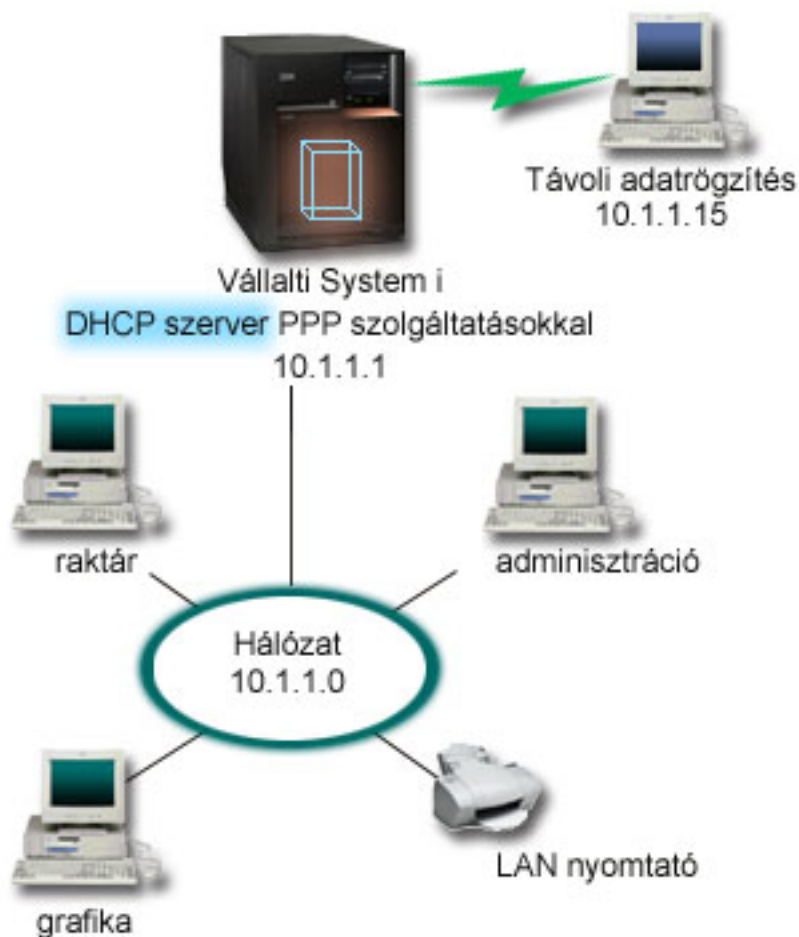 Távoli adatrögzítés
10.1.1.15
Vállalti System i
DHCP szerver PPP szolgáltatásokkal
10.1.1.1
raktár
adminisztráció
Hálózat
10.1.1.0
LAN nyomtató
grafika